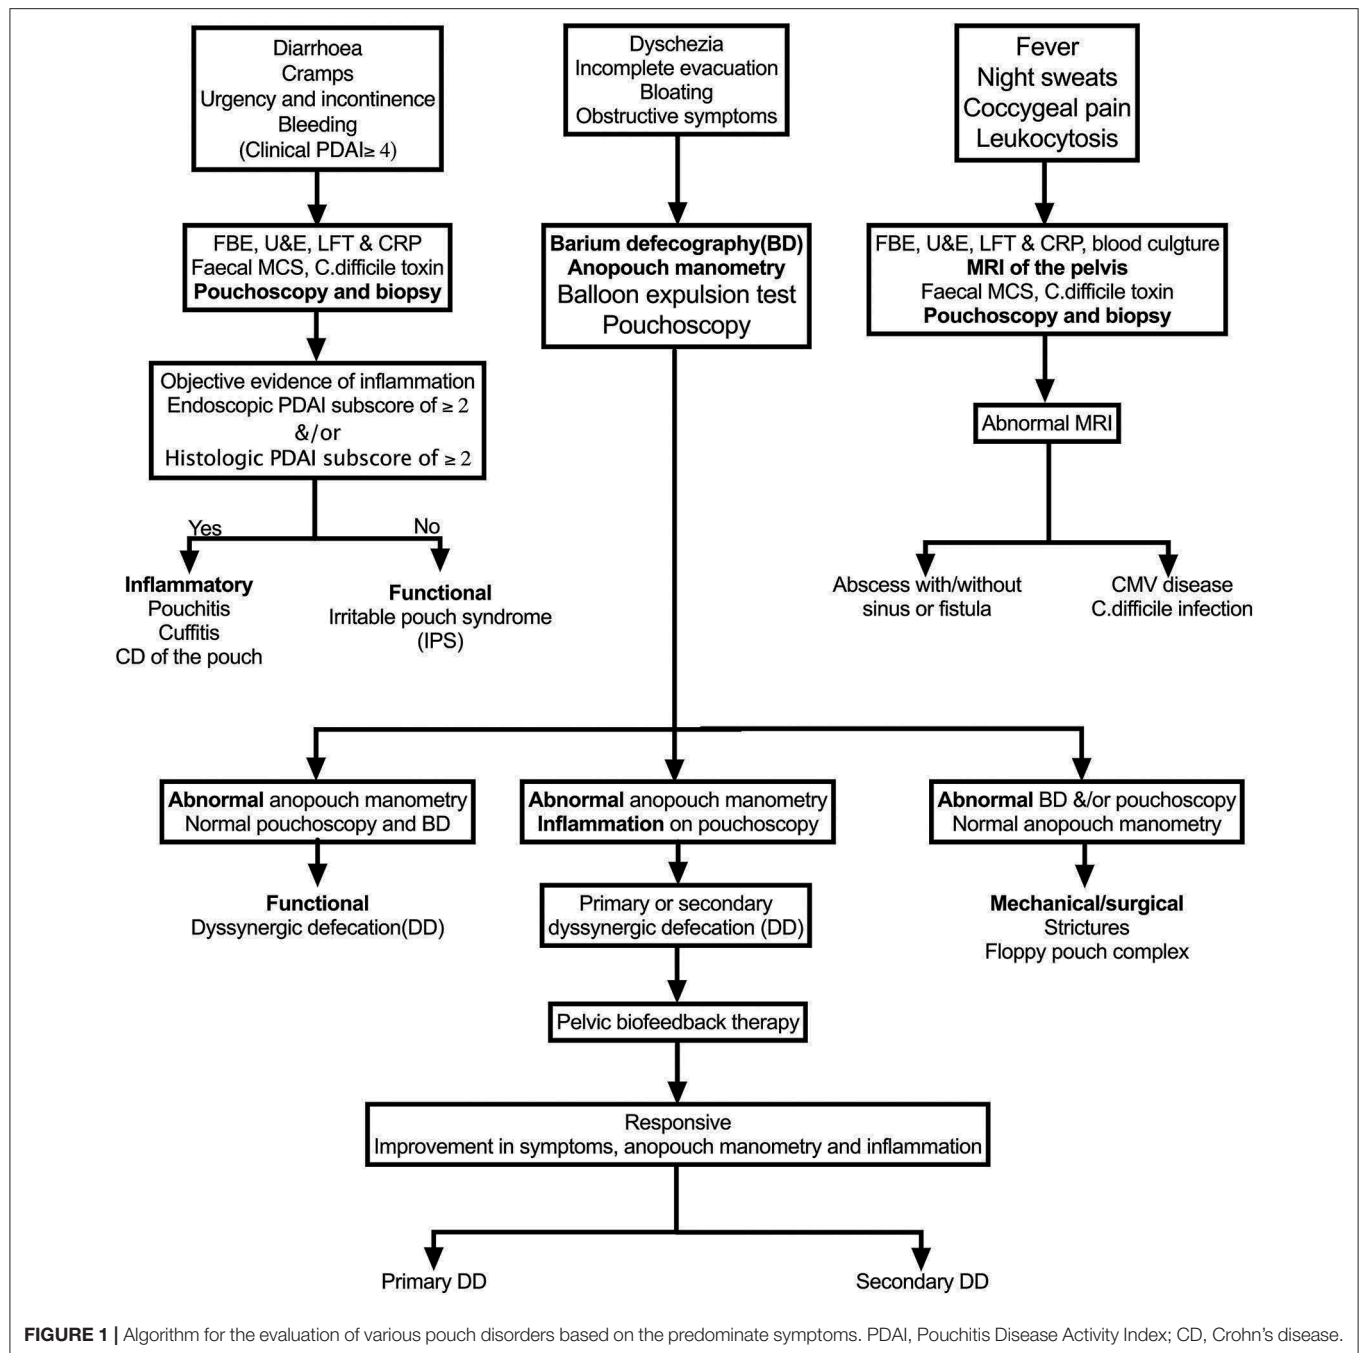 Diarrhoea
Cramps
Urgency and incontinence
Bleeding
(Clinical PDAI≥ 4)
FBE, U&E, LFT & CRP
Faecal MCS, C.difficile toxin
Pouchoscopy and biopsy
Objective evidence of inflammation
Endoscopic PDAI subscore of ≥ 2
&/or
Histologic PDAI subscore of ≥ 2
Yes
No
Inflammatory
Pouchitis
Cuffitis
CD of the pouch
Functional
Irritable pouch syndrome
(IPS)
Dyschezia
Incomplete evacuation
Bloating
Obstructive symptoms
Barium defecography(BD)
Anopouch manometry
Balloon expulsion test
Pouchoscopy
Fever
Night sweats
Coccygeal pain
Leukocytosis
FBE, U&E, LFT & CRP, blood culgture
MRI of the pelvis
Faecal MCS, C.difficile toxin
Pouchoscopy and biopsy
Abnormal MRI
Abscess with/without
sinus or fistula
CMV disease
C.difficile infection
Abnormal anopouch manometry
Normal pouchoscopy and BD
Functional
Dyssynergic defecation(DD)
Abnormal anopouch manometry
Inflammation on pouchoscopy
Primary or secondary
dyssynergic defecation (DD)
Pelvic biofeedback therapy
Responsive
Improvement in symptoms, anopouch manometry and inflammation
Primary DD
Secondary DD
Abnormal BD &/or pouchoscopy
Normal anopouch manometry
Mechanical/surgical
Strictures
Floppy pouch complex
FIGURE 1 | Algorithm for the evaluation of various pouch disorders based on the predominate symptoms. PDAI, Pouchitis Disease Activity Index; CD, Crohn's disease.